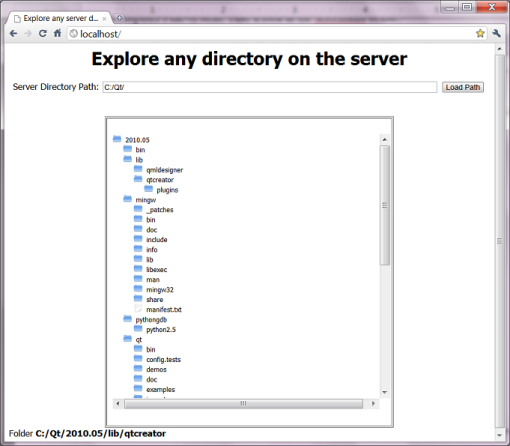 Explore any server d...
localhost/
Explore any directory on the server
Server Directory Path: C:/Qt/ Load Path
2010.05
bin
lib
qmldesigner
qtcreator
plugins
mingw
_patches
bin
doc
include
info
lib
libexec
man
mingw32
share
manifest.txt
pythongdb
python2.5
qt
bin
config.tests
demos
doc
examples
Folder C:/Qt/2010.05/lib/qtcreator